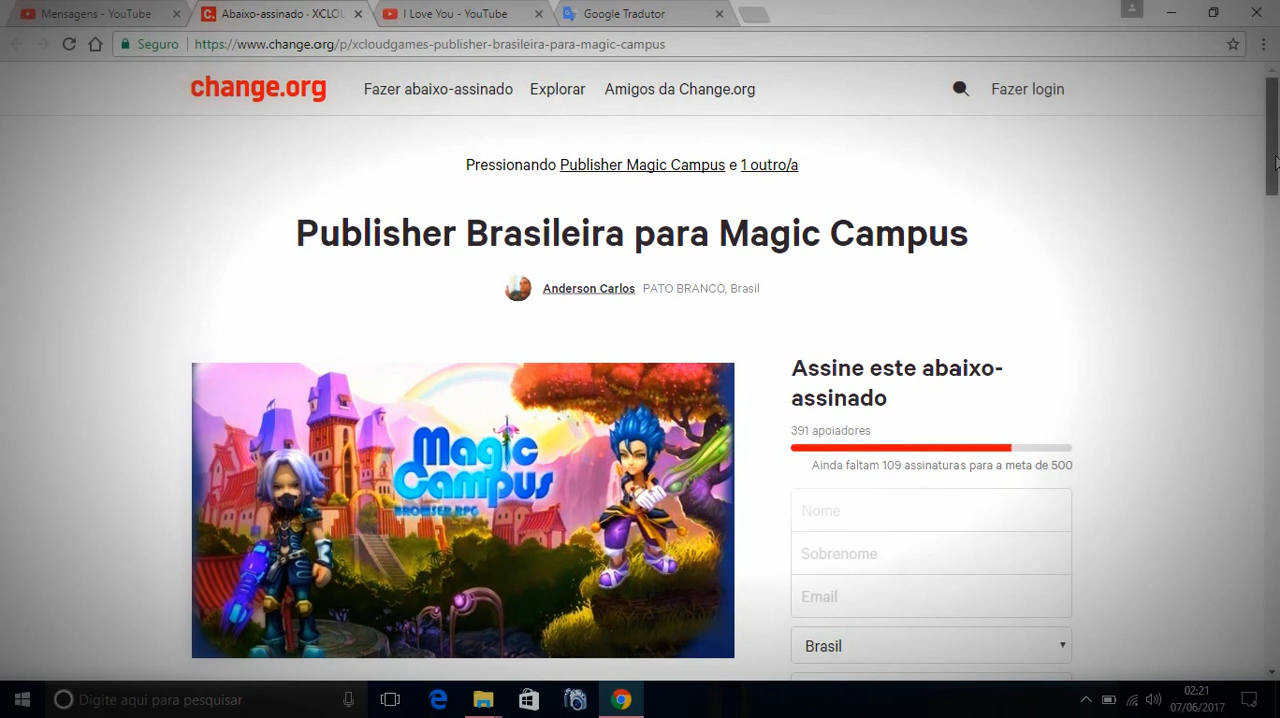 Mensagens - YouTube
Abaixo-assinado · XCLOU
I Love You - YouTube
Google Tradutor
Seguro
https://www.change.org/p/xcloudgames-publisher-brasileira-para-magic-campus
change.org
Fazer abaixo-assinado
Explorar
Amigos da Change.org
Fazer login
Pressionando Publisher Magic Campus e 1 outro/a
Publisher Brasileira para Magic Campus
Anderson Carlos PATO BRANCO, Brasil
Magic
Campus
BROWSER RPG
Assine este abaixo-
assinado
391 apoiadores
Ainda faltam 109 assinaturas para a meta de 500
Nome
Sobrenome
Email
Brasil
Digite aqui para pesquisar
02:21
07/06/2017